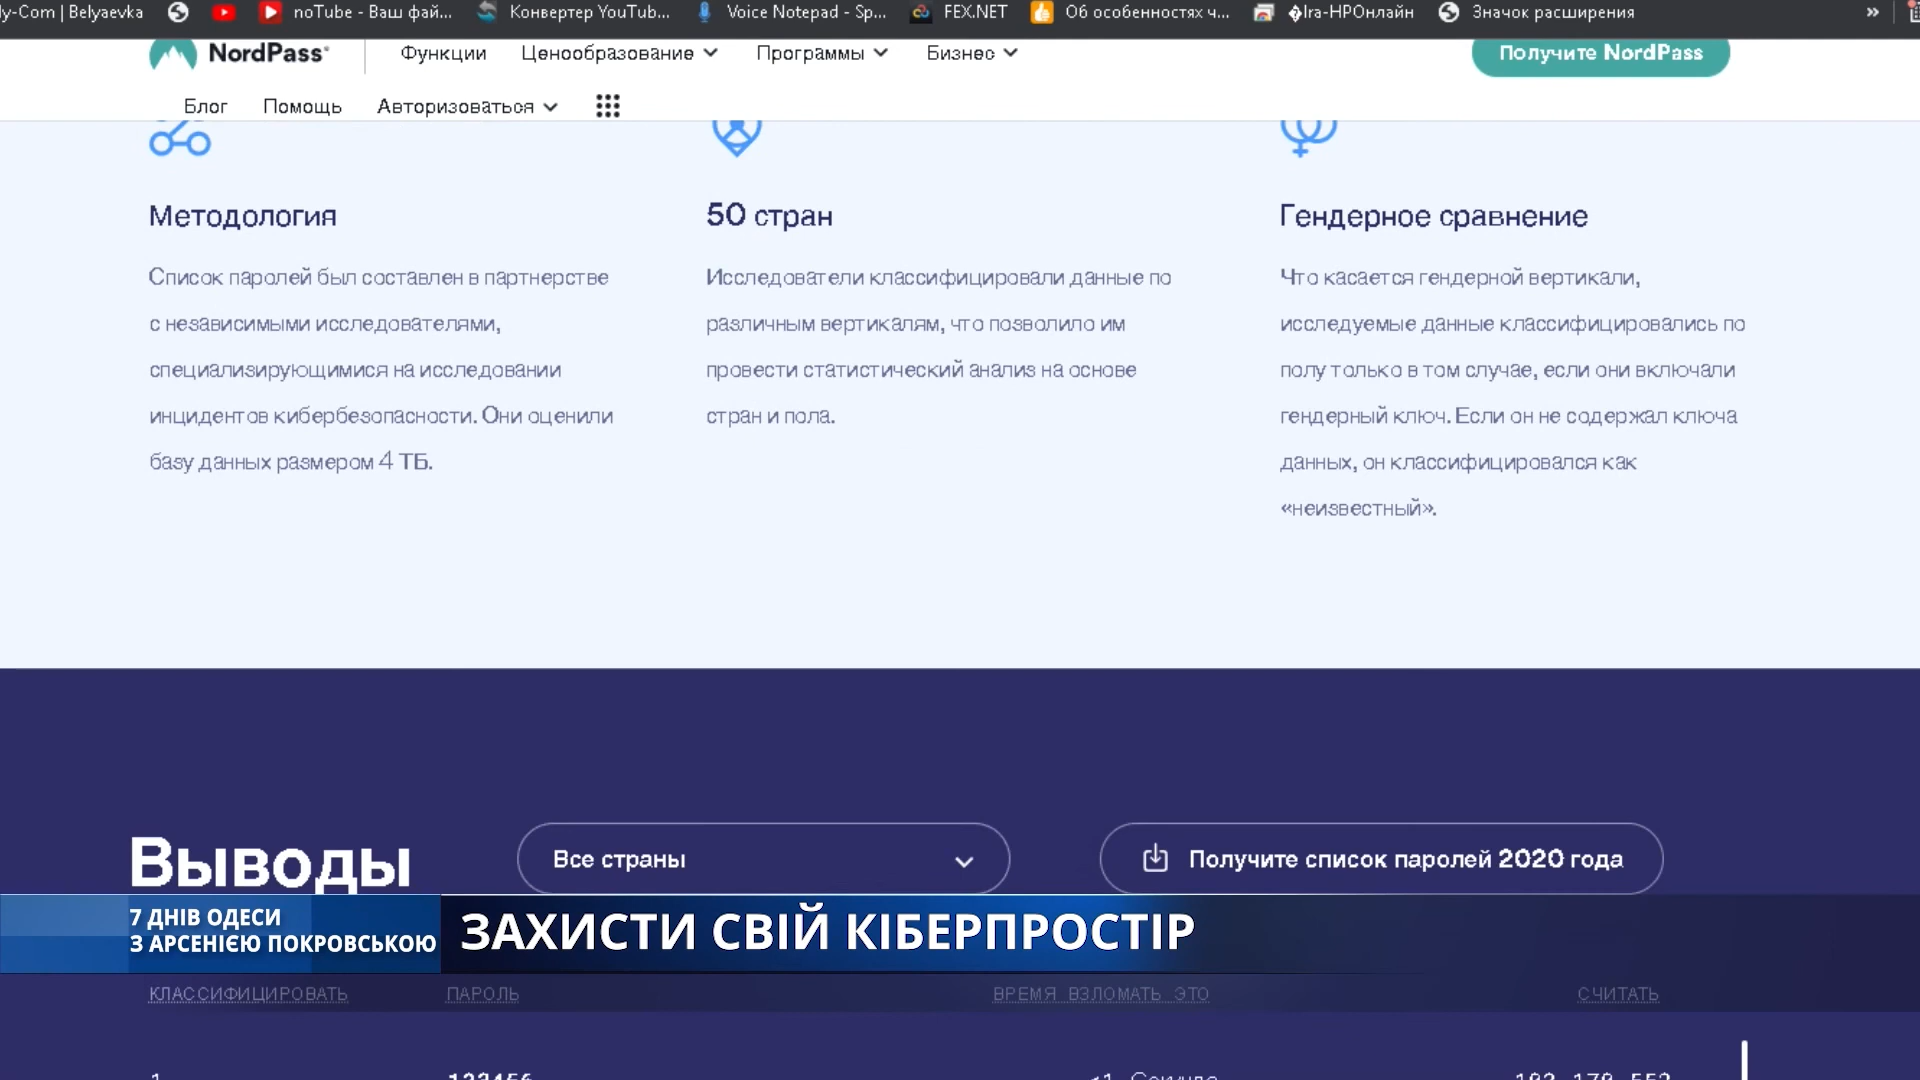 ly-Com | Belyaevka noTube - Ваш фай... Конвертер YouTub... Voice Notepad - Sp... FEX.NET Об особенностях ч... �Ira-НРОнлайн Значок расширения »
NordPass® Функции Ценообразование Программы Бизнес Получите NordPass
Блог Помощь Авторизоваться
Методология
Список паролей был составлен в партнерстве
с независимыми исследователями,
специализирующимися на исследовании
инцидентов кибербезопасности. Они оценили
базу данных размером 4 ТБ.
50 стран
Исследователи классифицировали данные по
различным вертикалям, что позволило им
провести статистический анализ на основе
стран и пола.
Гендерное сравнение
Что касается гендерной вертикали,
исследуемые данные классифицировались по
полу только в том случае, если они включали
гендерный ключ. Если он не содержал ключа
данных, он классифицировался как
«неизвестный».
Выводы Все страны Получите список паролей 2020 года
7 ДНІВ ОДЕСИ
З АРСЕНІЄЮ ПОКРОВСЬКОЮ
ЗАХИСТИ СВІЙ КІБЕРПРОСТІР
КЛАССИФИЦИРОВАТЬ ПАРОЛЬ ВРЕМЯ ВЗЛОМАТЬ ЭТО СЧИТАТЬ
1 123456 <1 Секунда